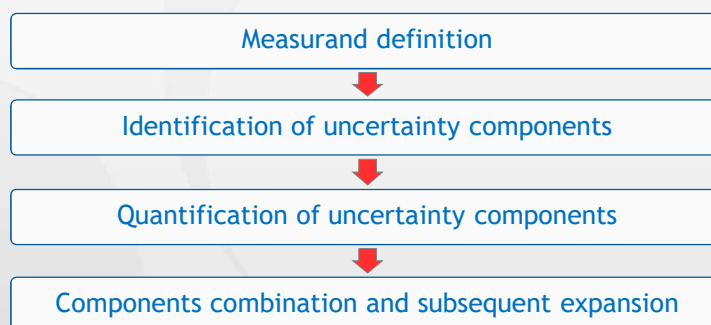 Measurand definition
Identification of uncertainty components
Quantification of uncertainty components
Components combination and subsequent expansion